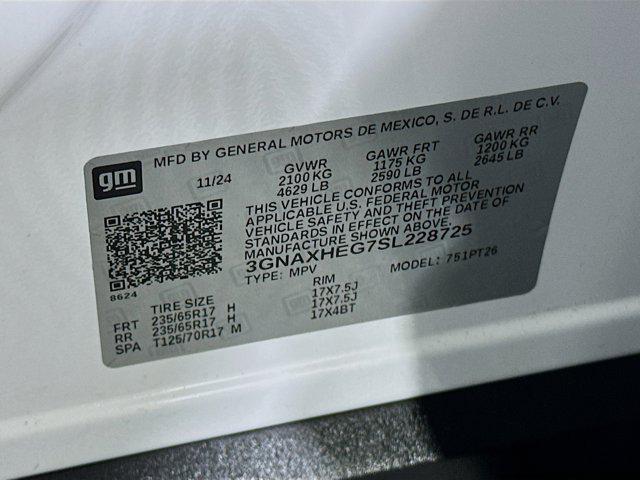 gm
MFD BY GENERAL MOTORS DE MEXICO, S. DE R.L. DE C.V.
11/24 GVWR GAWR FRT GAWR RR
2100 KG 1175 KG 1200 KG
4629 LB 2590 LB 2645 LB
THIS VEHICLE CONFORMS TO ALL
APPLICABLE U.S. FEDERAL MOTOR
VEHICLE SAFETY AND THEFT PREVENTION
STANDARDS IN EFFECT ON THE DATE OF
MANUFACTURE SHOWN ABOVE.
3GNAXHEG7SL228725
TYPE: MPV MODEL: 751PT26
8624
TIRE SIZE RIM
FRT 235/65R17 H 17X7.5J
RR 235/65R17 H 17X7.5J
SPA T125/70R17 M 17X4BT